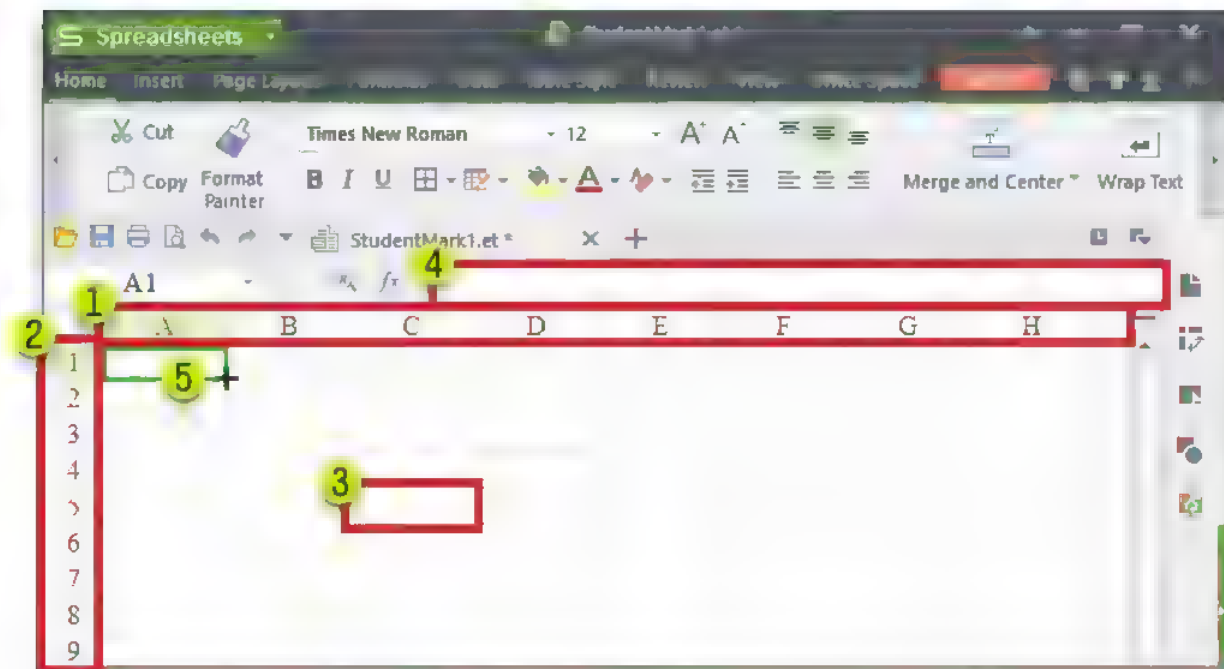 S Spreadsheets
Home Insert Page
Cut Times New Roman 12 A+ A-
Copy Format Painter B I U A Merge and Center Wrap Text
StudentMark1.et * × +
4
A1 fx
1
A B C D E F G H
2
1
5
2
3
4
3
5
6
7
8
9